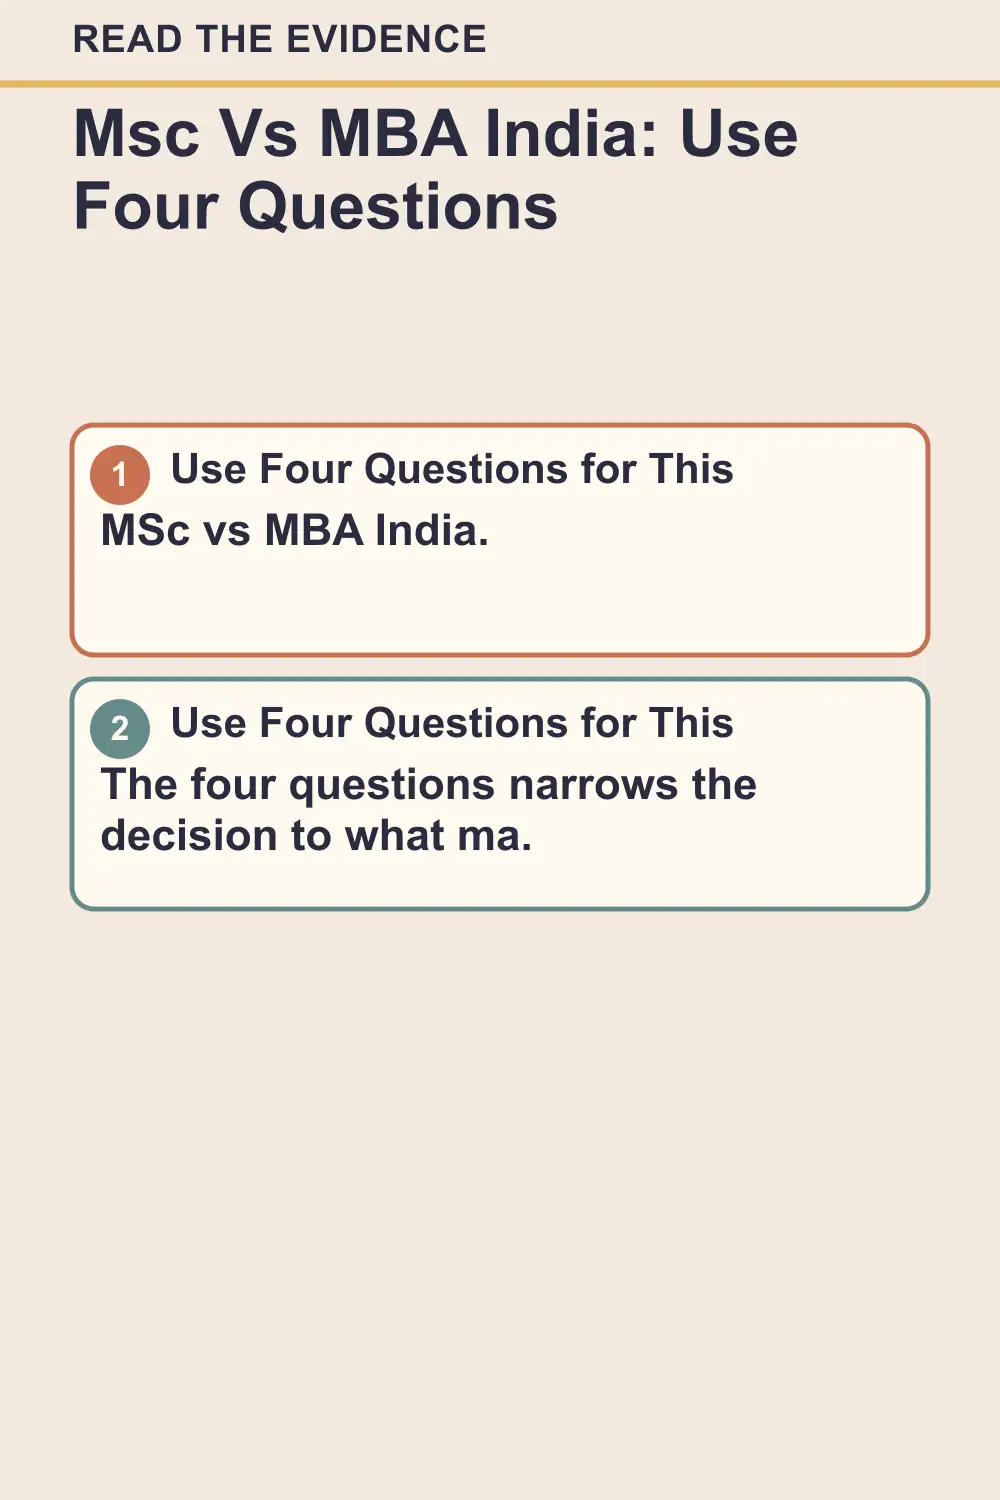 READ THE EVIDENCE
Msc Vs MBA India: Use
Four Questions
1 Use Four Questions for This
MSc vs MBA India.
2 Use Four Questions for This
The four questions narrows the
decision to what ma.